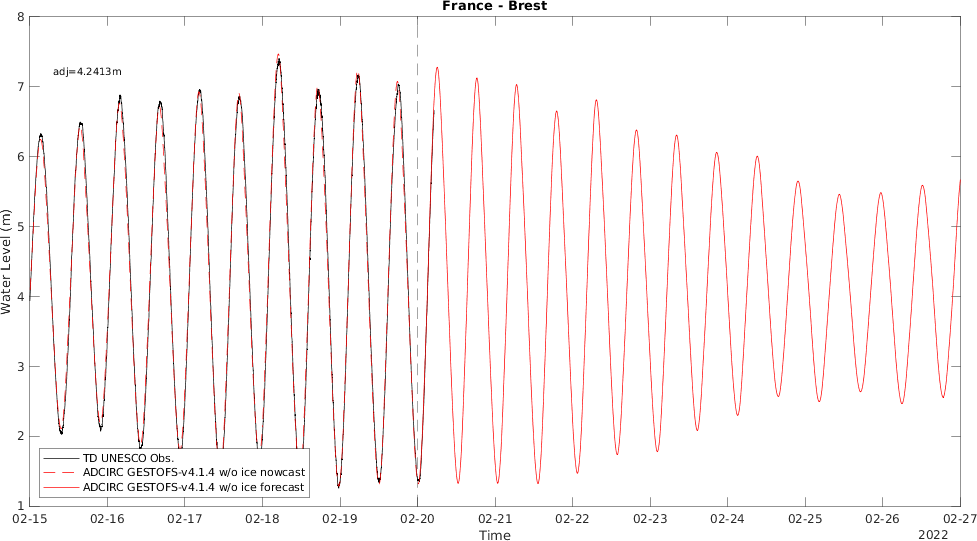 France - Brest
8
adj=4.2413m
7
6
5
Water Level (m)
4
3
2
TD UNESCO Obs.
ADCIRC GESTOFS-v4.1.4 w/o ice nowcast
ADCIRC GESTOFS-v4.1.4 w/o ice forecast
1
02-15 02-16 02-17 02-18 02-19 02-20 02-21 02-22 02-23 02-24 02-25 02-26 02-27
Time
2022